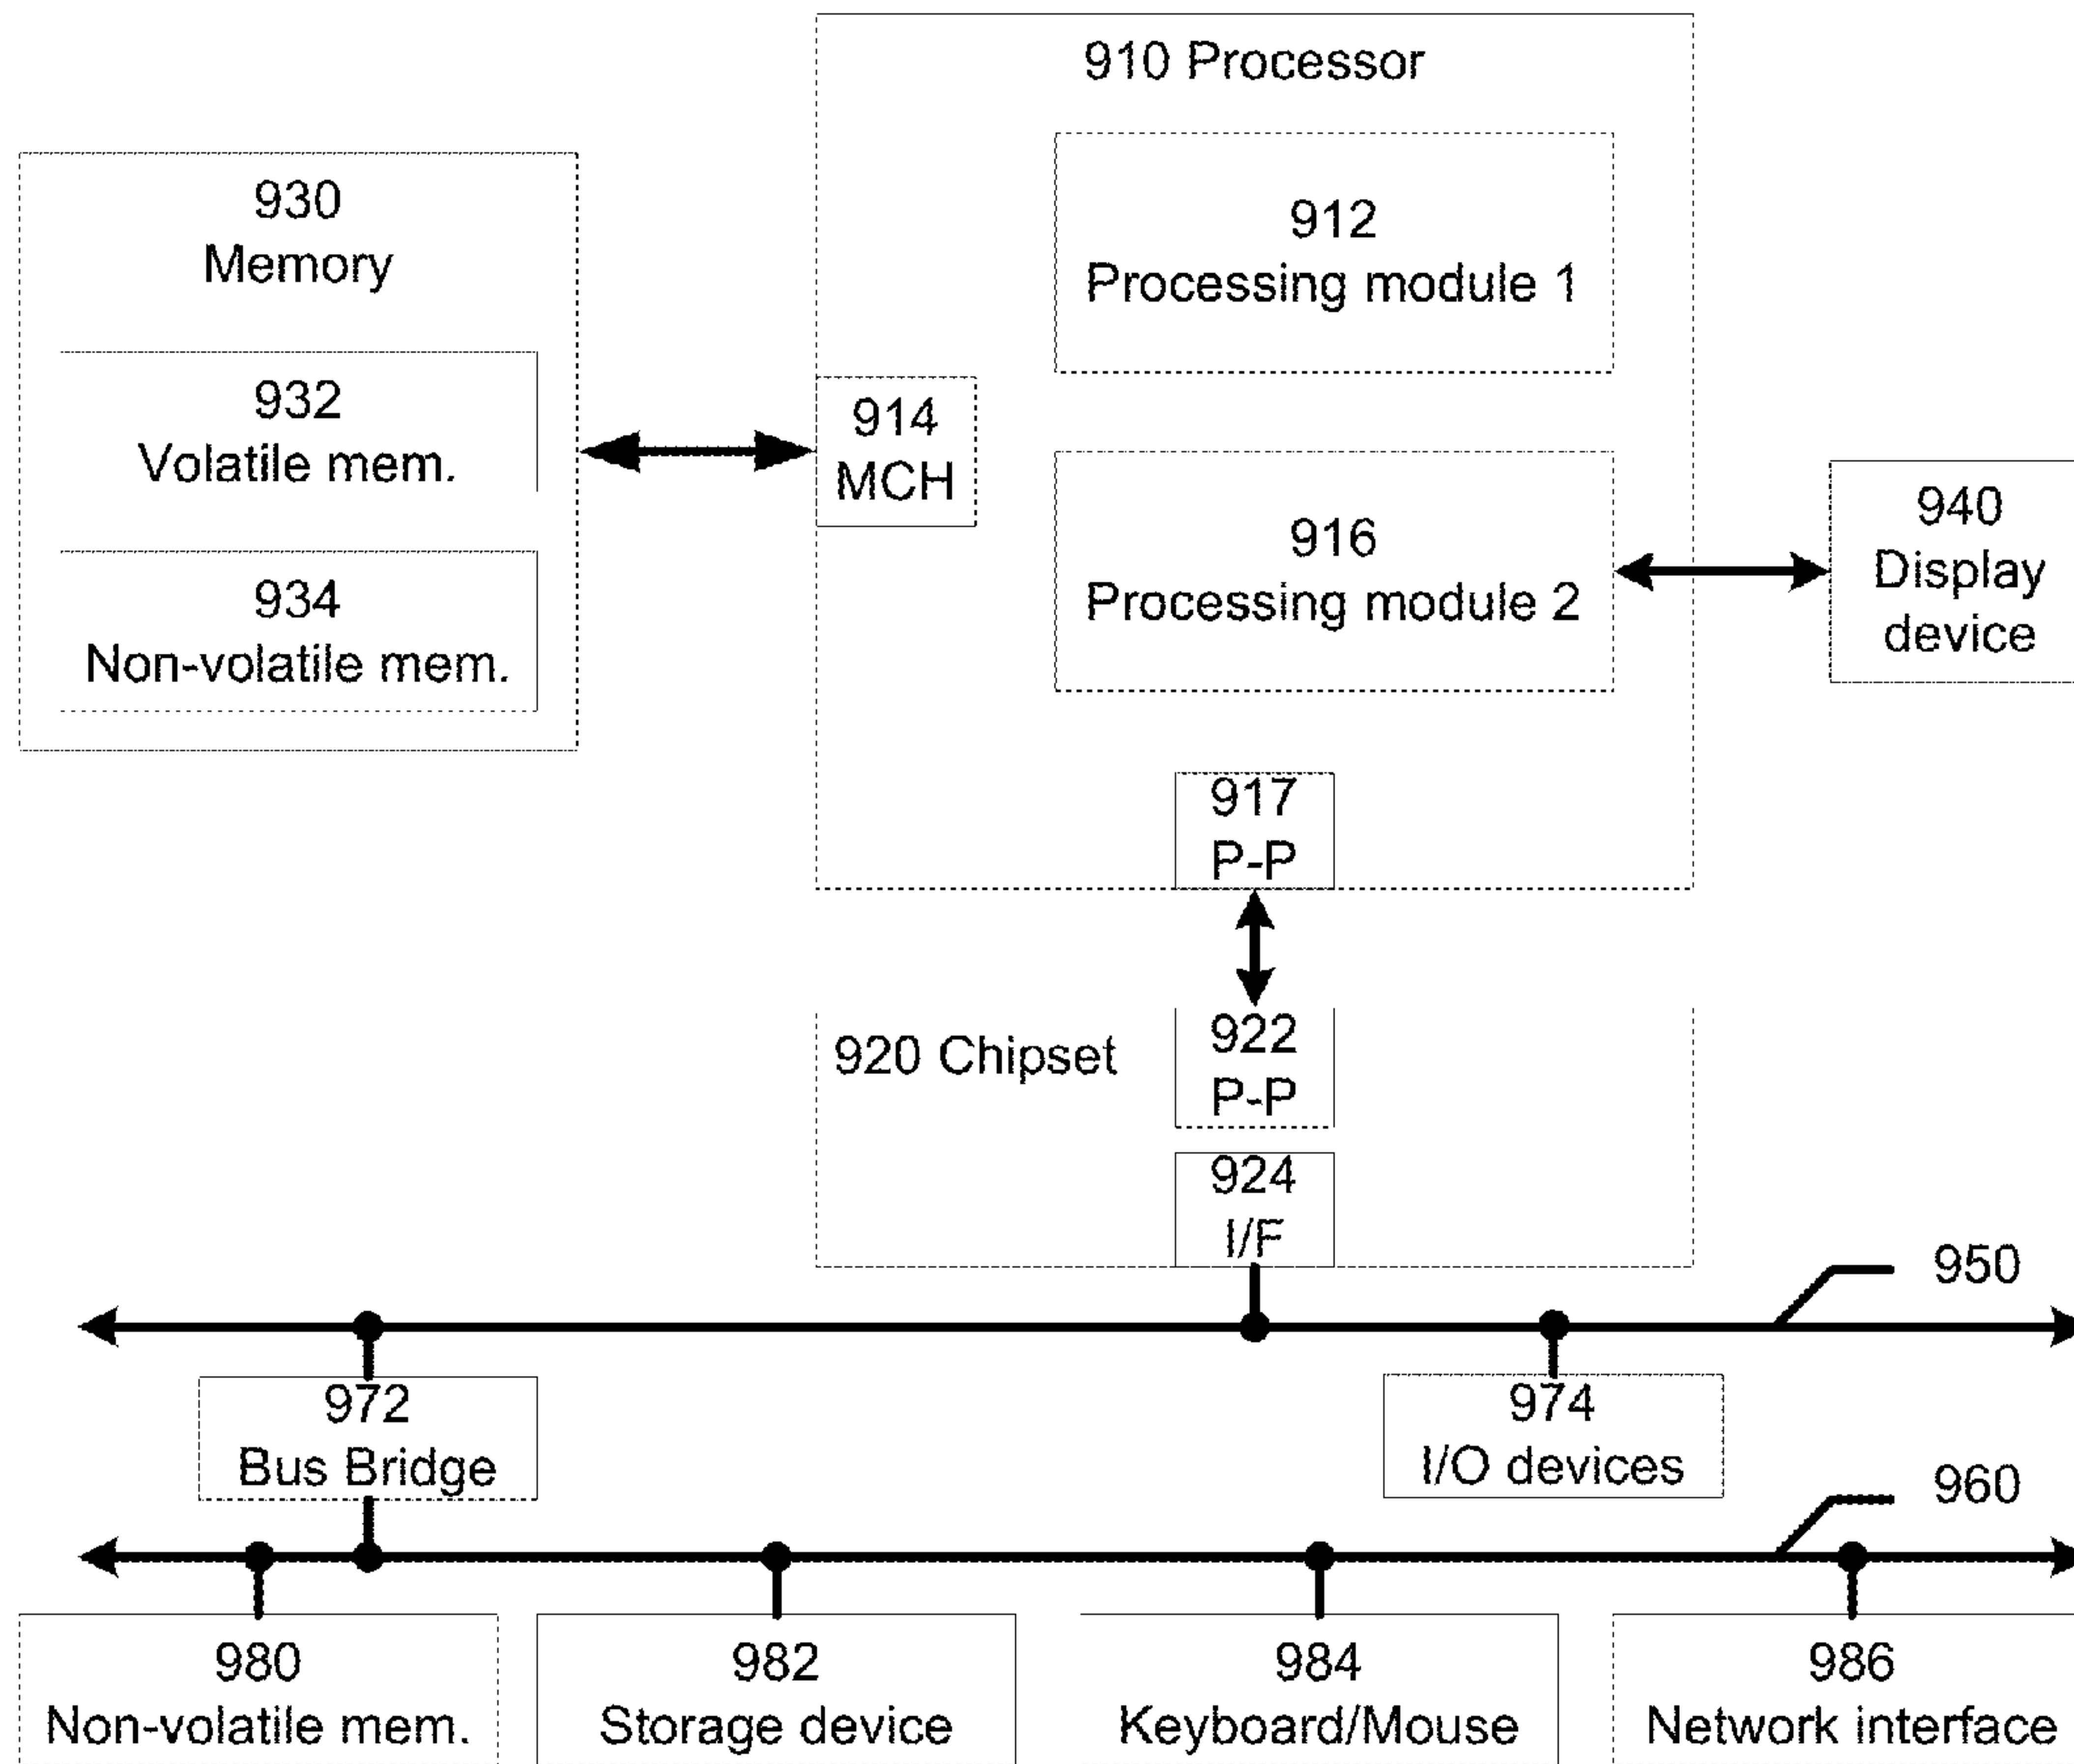 910 Processor
930
Memory
912
Processing module 1
932
Volatile mem.
914
MCH
916
Processing module 2
940
Display
device
934
Non-volatile mem.
917
P-P
920 Chipset
922
P-P
924
I/F
950
972
Bus Bridge
974
I/O devices
960
980
Non-volatile mem.
982
Storage device
984
Keyboard/Mouse
986
Network interface